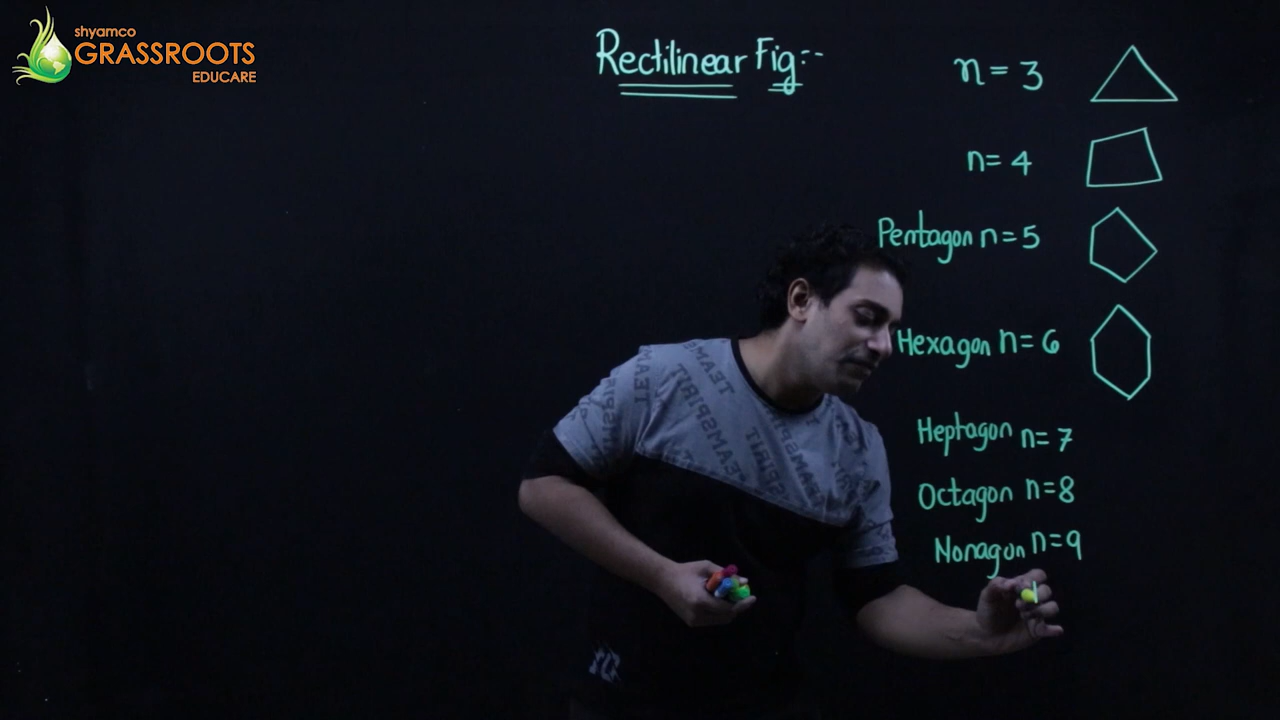 shyamco
GRASSROOTS
EDUCARE
Rectilinear Fig:-
n = 3
n= 4
Pentagon n=5
Hexagon n= 6
Heptagon n= 7
Octagon n=8
Nonagon n=9